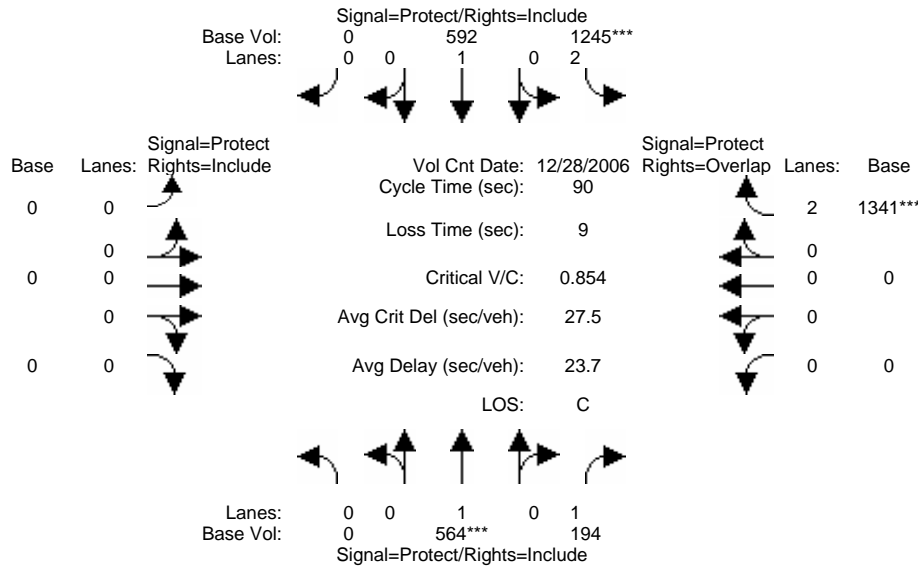 Signal=Protect/Rights=Include
Base Vol: 0 592 1245***
Lanes: 0 0 1 0 2
Signal=Protect Signal=Protect
Base Lanes: Rights=Include Vol Cnt Date: 12/28/2006 Rights=Overlap Lanes: Base
Cycle Time (sec): 90
0 0 2 1341***
Loss Time (sec): 9
0 0
0 0 Critical V/C: 0.854 0 0
0 Avg Crit Del (sec/veh): 27.5 0
0 0 Avg Delay (sec/veh): 23.7 0 0
LOS: C
Lanes: 0 0 1 0 1
Base Vol: 0 564*** 194
Signal=Protect/Rights=Include